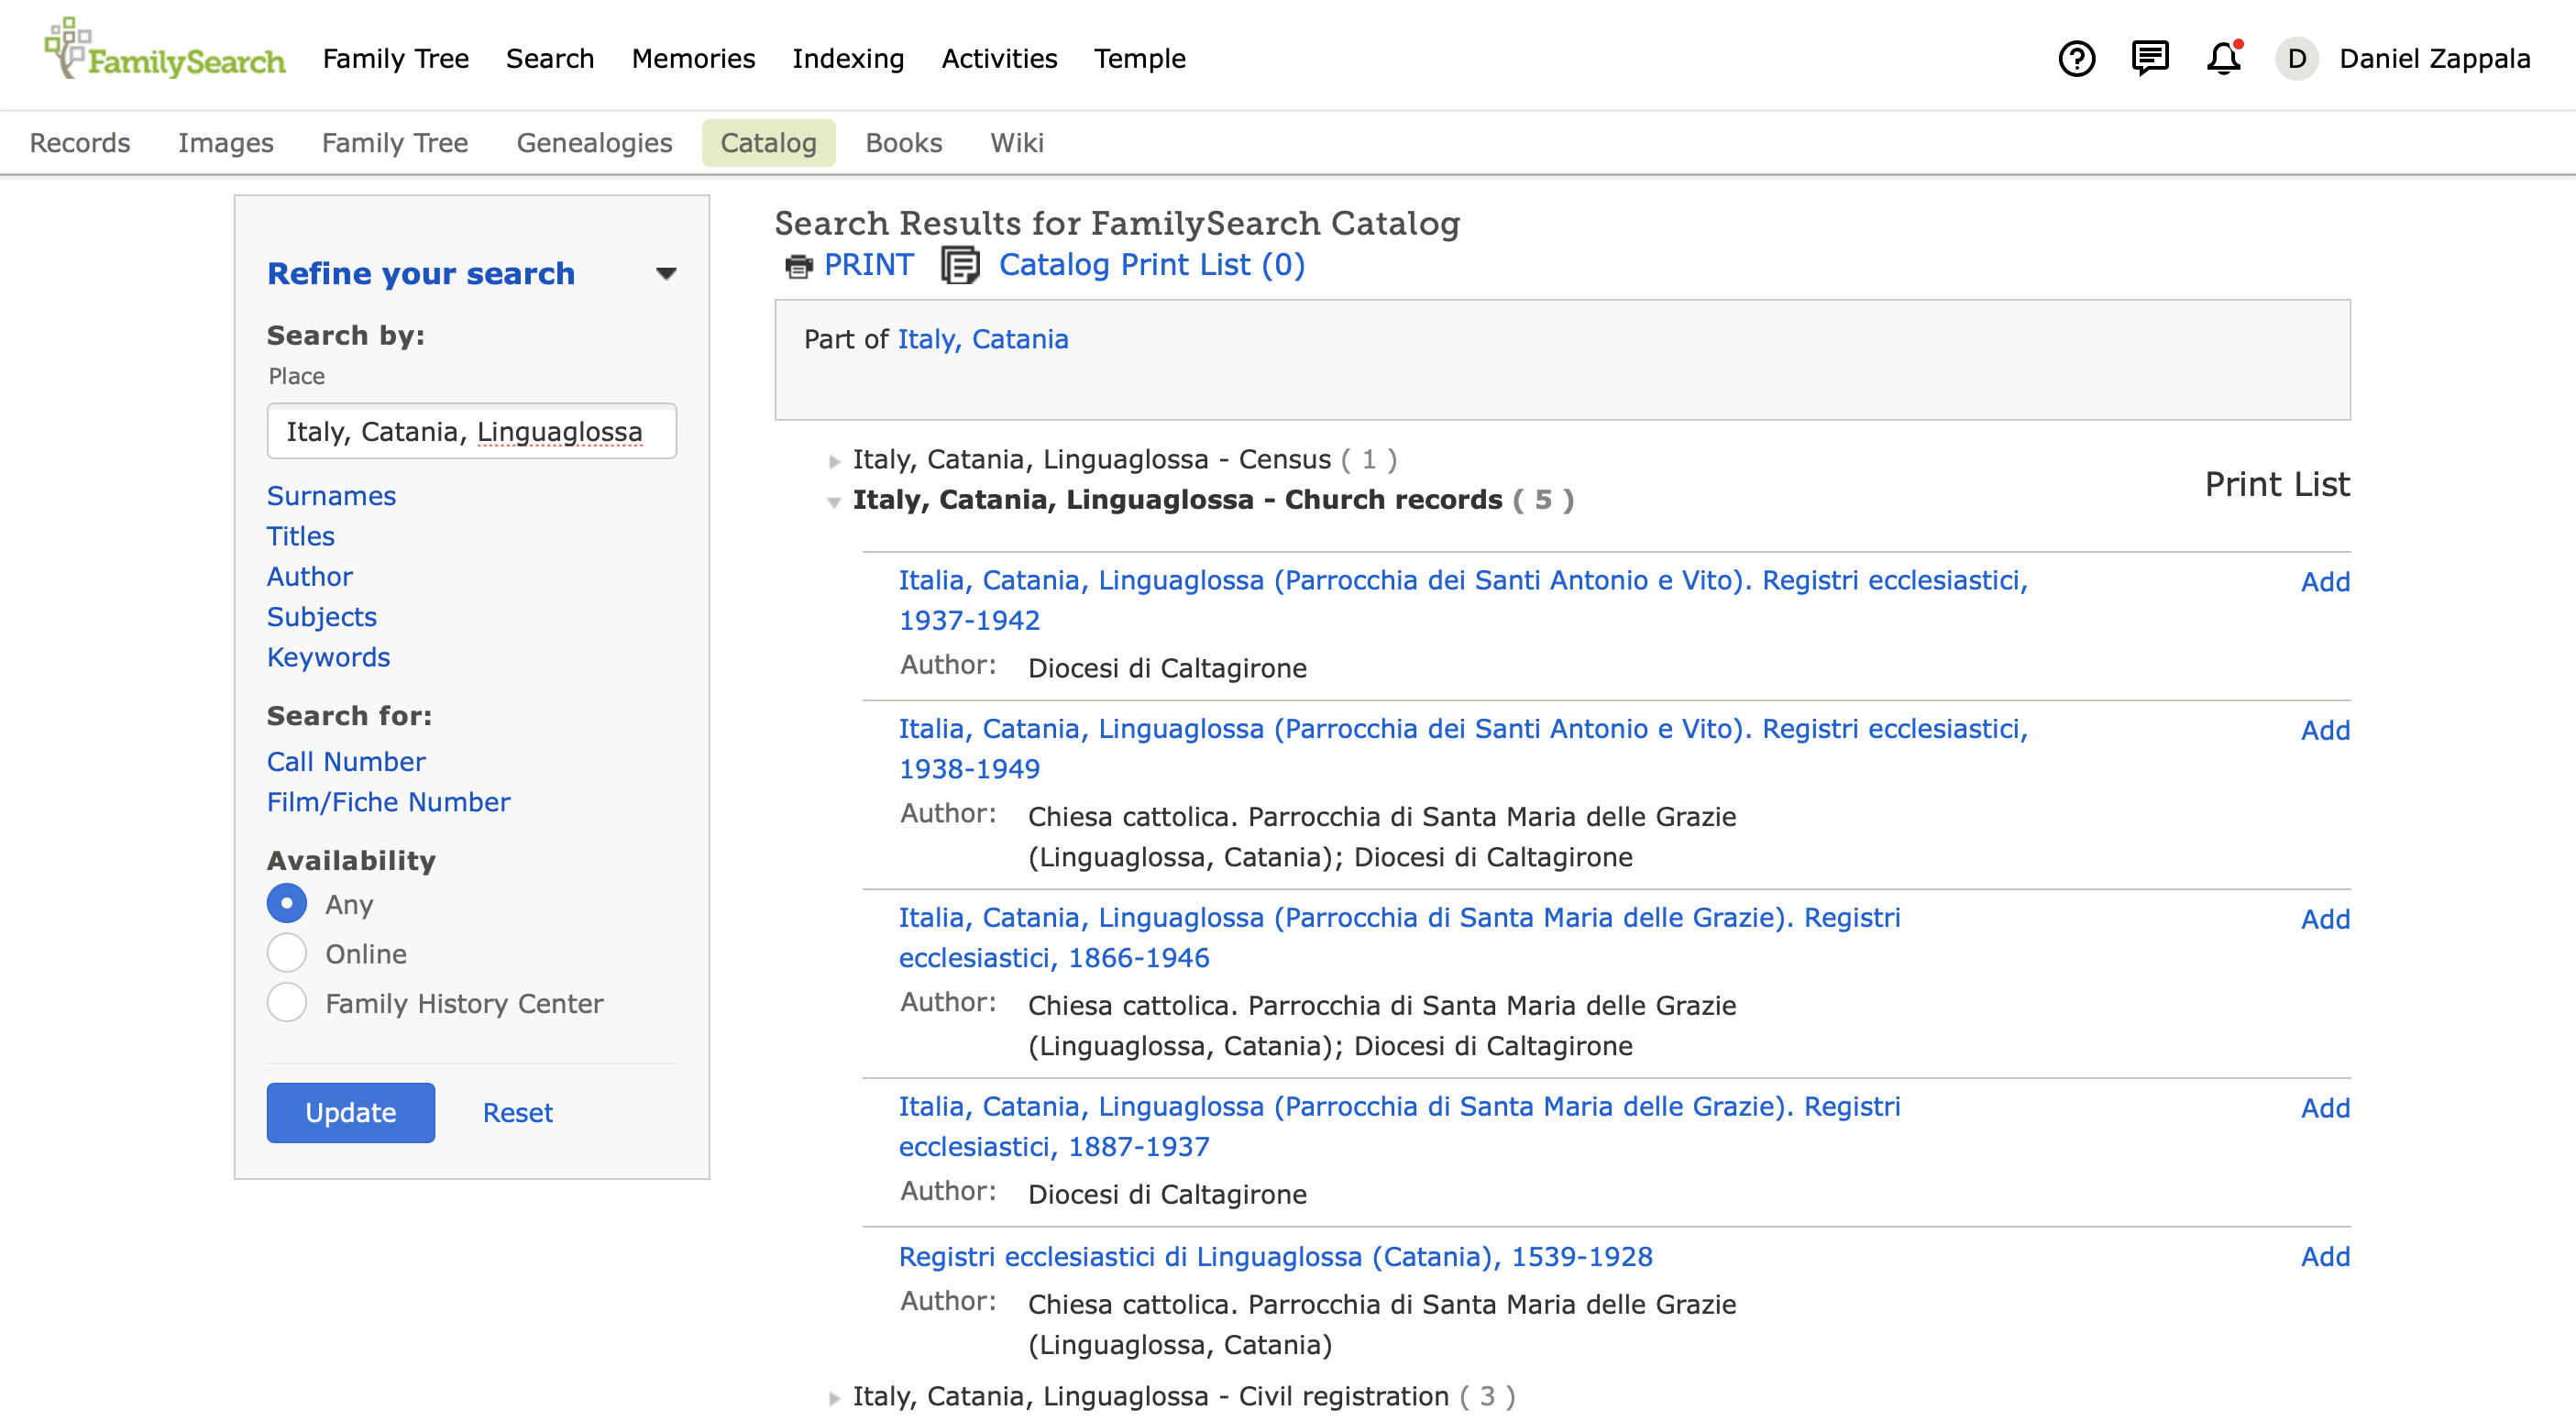 FamilySearch Family Tree Search Memories Indexing Activities Temple D Daniel Zappala
Records Images Family Tree Genealogies Catalog Books Wiki
Refine your search
Search by:
Place
Italy, Catania, Linguaglossa
Surnames
Titles
Author
Subjects
Keywords
Search for:
Call Number
Film/Fiche Number
Availability
Any
Online
Family History Center
Update Reset
Search Results for FamilySearch Catalog
PRINT Catalog Print List (0)
Part of Italy, Catania
Italy, Catania, Linguaglossa - Census ( 1 )
Print List
Italy, Catania, Linguaglossa - Church records ( 5 )
Italia, Catania, Linguaglossa (Parrocchia dei Santi Antonio e Vito). Registri ecclesiastici, Add
1937-1942
Author: Diocesi di Caltagirone
Italia, Catania, Linguaglossa (Parrocchia dei Santi Antonio e Vito). Registri ecclesiastici, Add
1938-1949
Author: Chiesa cattolica. Parrocchia di Santa Maria delle Grazie
(Linguaglossa, Catania); Diocesi di Caltagirone
Italia, Catania, Linguaglossa (Parrocchia di Santa Maria delle Grazie). Registri Add
ecclesiastici, 1866-1946
Author: Chiesa cattolica. Parrocchia di Santa Maria delle Grazie
(Linguaglossa, Catania); Diocesi di Caltagirone
Italia, Catania, Linguaglossa (Parrocchia di Santa Maria delle Grazie). Registri Add
ecclesiastici, 1887-1937
Author: Diocesi di Caltagirone
Registri ecclesiastici di Linguaglossa (Catania), 1539-1928 Add
Author: Chiesa cattolica. Parrocchia di Santa Maria delle Grazie
(Linguaglossa, Catania)
Italy, Catania, Linguaglossa - Civil registration ( 3 )